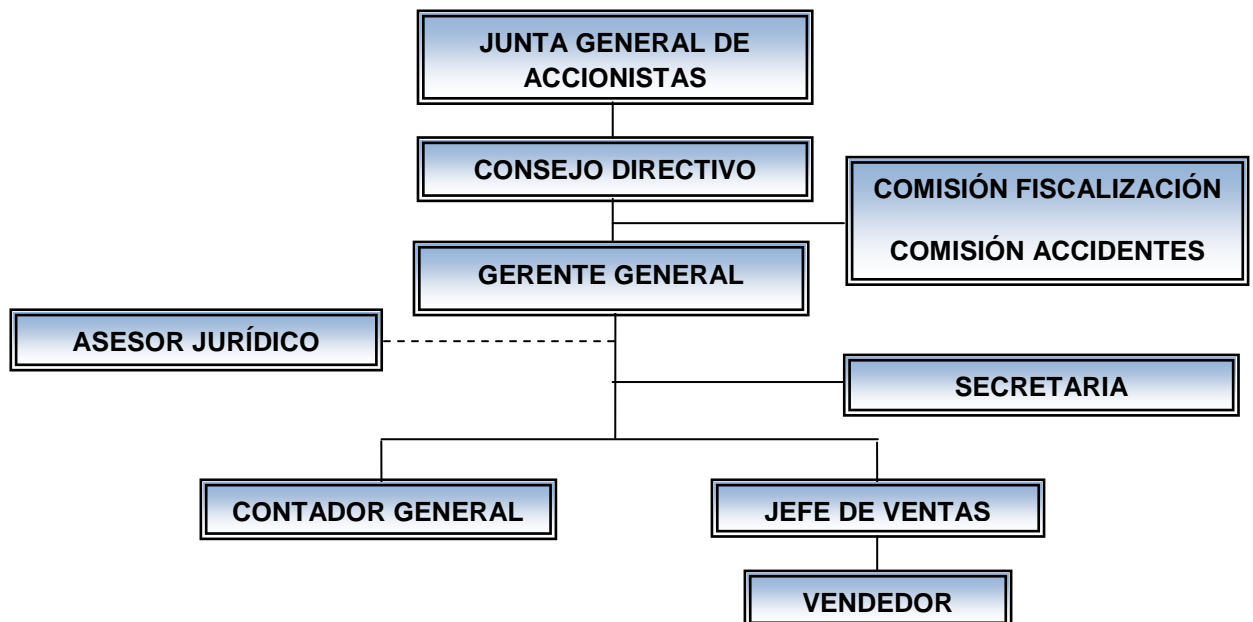 JUNTA GENERAL DE
ACCIONISTAS
CONSEJO DIRECTIVO
COMISIÓN FISCALIZACIÓN
COMISIÓN ACCIDENTES
GERENTE GENERAL
ASESOR JURÍDICO
SECRETARIA
CONTADOR GENERAL
JEFE DE VENTAS
VENDEDOR